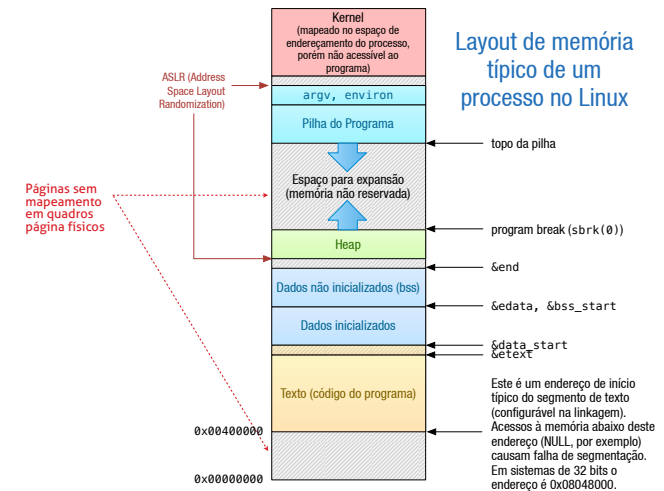 Layout de memória
típico de um
processo no Linux
Kernel
(mapeado no espaço de
endereçamento do processo,
porém não acessível ao
programa)
ASLR (Address
Space Layout
Randomization)
argv, environ
Pilha do Programa
topo da pilha
Espaço para expansão
(memória não reservada)
Páginas sem
mapeamento
em quadros
página físicos
program break (sbrk(0))
Heap
&end
Dados não inicializados (bss)
&edata, &bss_start
Dados inicializados
&data_start
&etext
Texto (código do programa)
Este é um endereço de início
típico do segmento de texto
(configurável na linkagem).
Acessos à memória abaixo deste
endereço (NULL, por exemplo)
causam falha de segmentação.
Em sistemas de 32 bits o
endereço é 0x08048000.
0x00400000
0x00000000